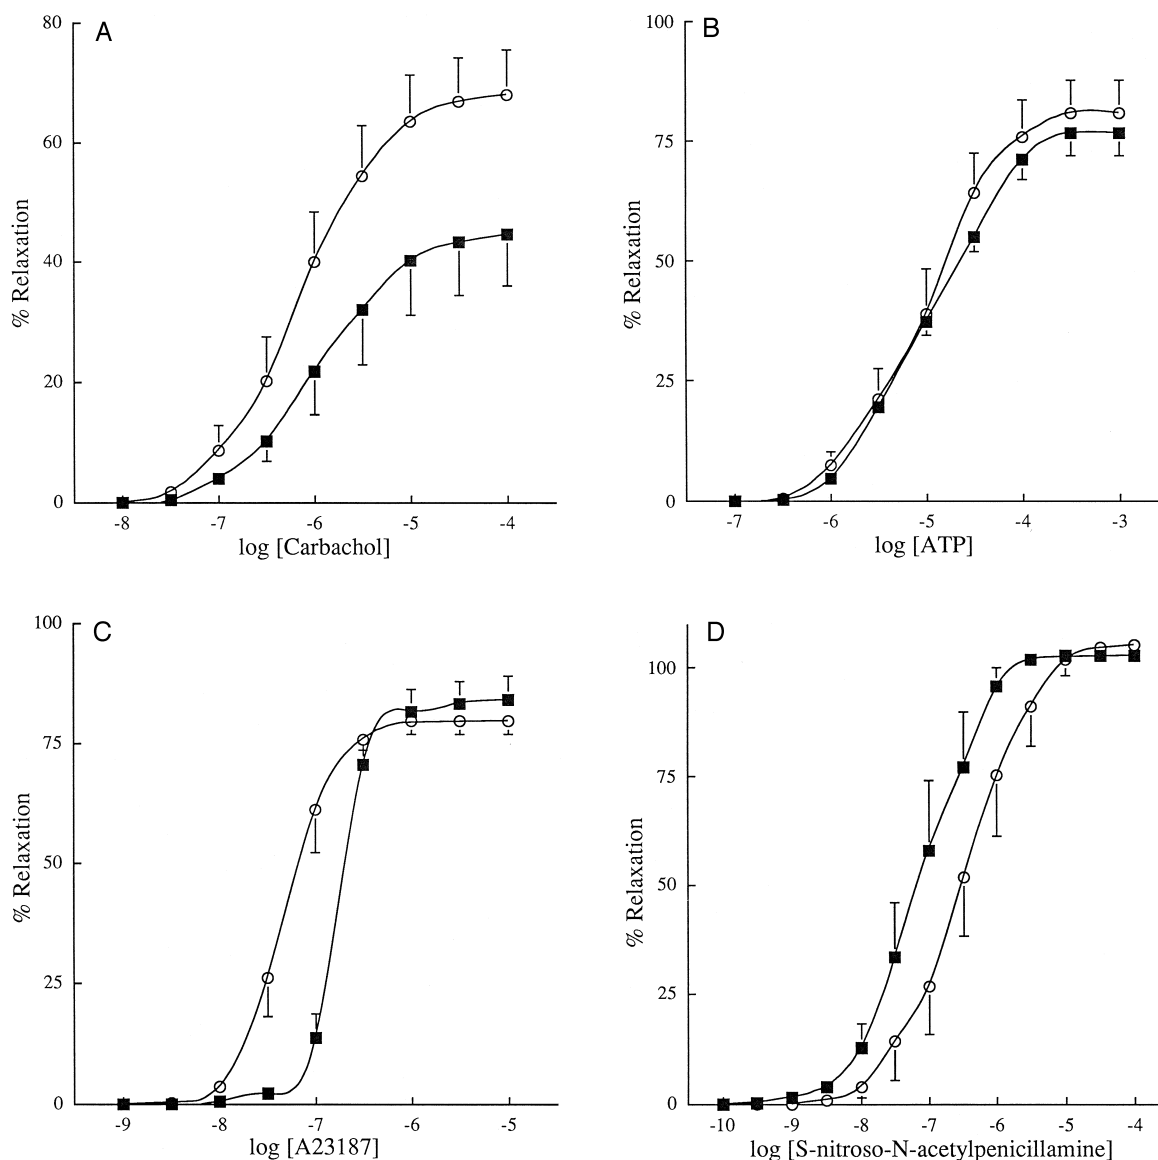 A
80
60
40
20
0
% Relaxation
-8 -7 -6 -5 -4
log [Carbachol]
B
100
75
50
25
0
% Relaxation
-7 -6 -5 -4 -3
log [ATP]
C
100
75
50
25
0
% Relaxation
-9 -8 -7 -6 -5
log [A23187]
D
100
75
50
25
0
% Relaxation
-10 -9 -8 -7 -6 -5 -4
log [S-nitroso-N-acetylpenicillamine]